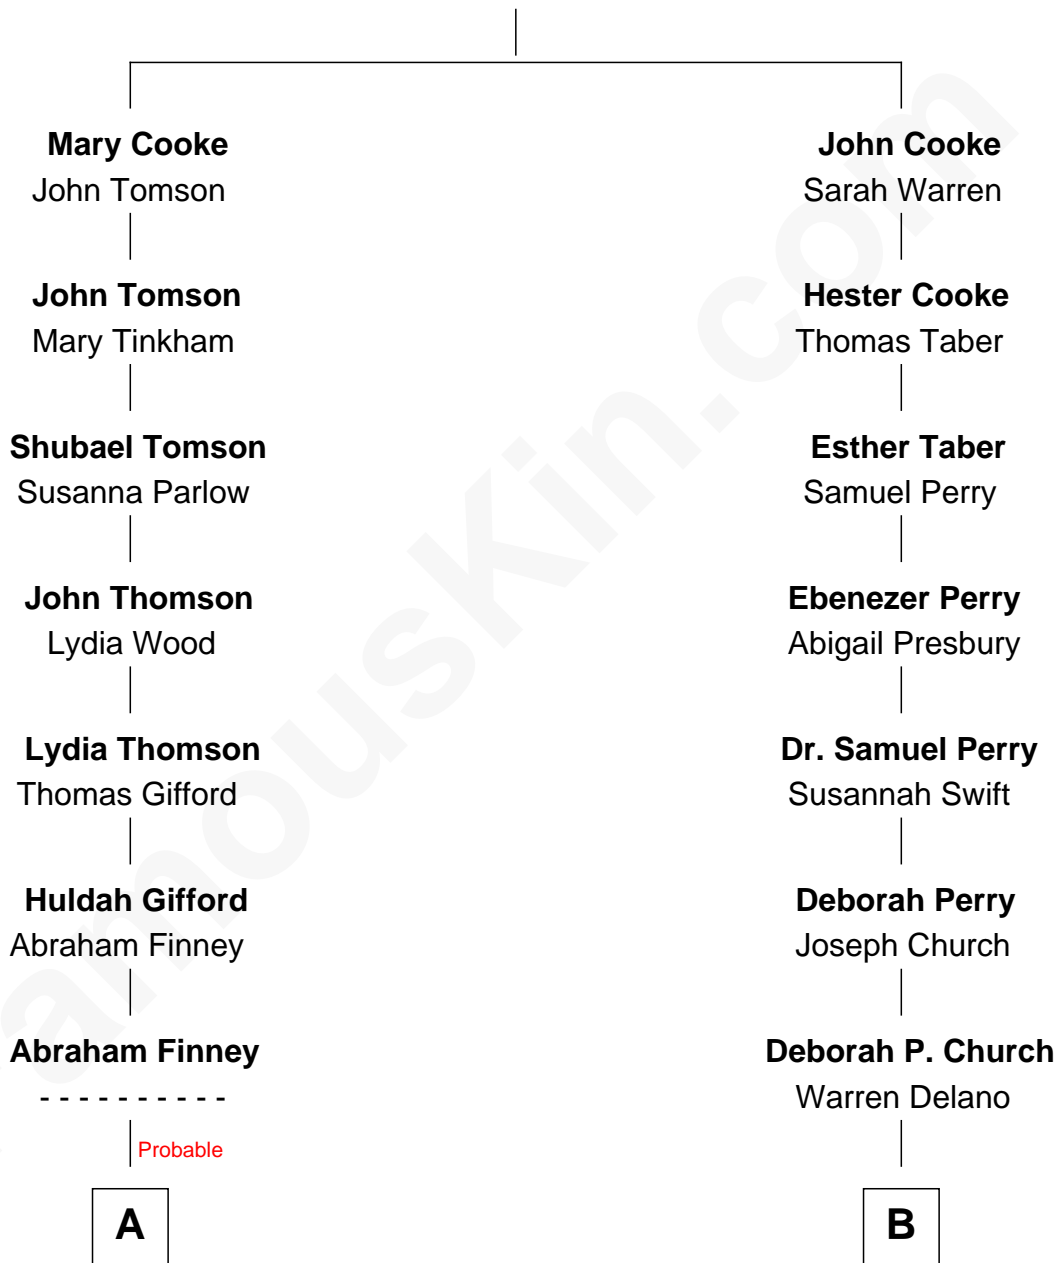 Mary Cooke
John Tomson
John Cooke
Sarah Warren
John Tomson
Mary Tinkham
Hester Cooke
Thomas Taber
Shubael Tomson
Susanna Parlow
Esther Taber
Samuel Perry
John Thomson
Lydia Wood
Ebenezer Perry
Abigail Presbury
Lydia Thomson
Thomas Gifford
Dr. Samuel Perry
Susannah Swift
Huldah Gifford
Abraham Finney
Deborah Perry
Joseph Church
Abraham Finney
- - - - - - - - - -
Deborah P. Church
Warren Delano
Probable
A
B
amousKin.com